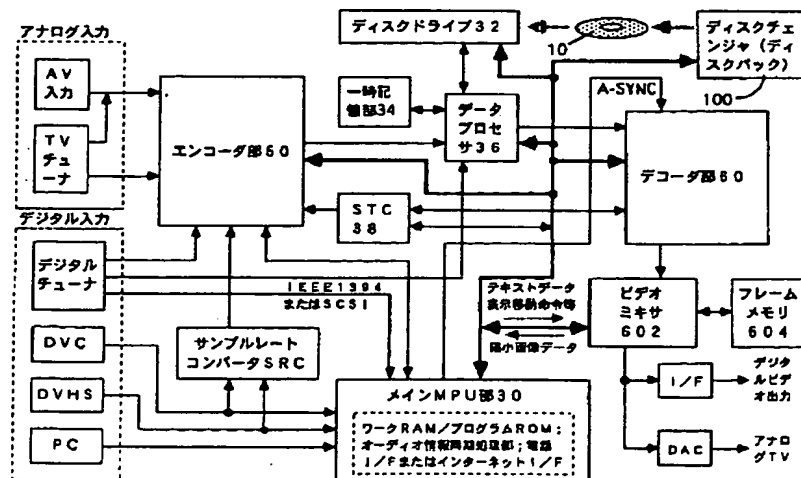 アナログ入力
AV
入力
TV
チュー
ナ
デジタル入力
デジタル
チューナ
DVC
DVHS
PC
エンコーダ部50
サンプルレート
コンバータSRC
IEEE1394
またはSCSI
ディスクドライブ32
一時記
憶部34
データ
プロセ
サ36
STC
38
10
ディスクチェ
ンジャ(ディ
スクパック)
100
A-SYNC
デコーダ部60
テキストデータ
表示移動命令等
縮小画像データ
ビデオ
ミキサ
602
フレーム
メモリ
604
I/F
デジタ
ルビデ
オ出力
DAC
アナロ
グTV
メインMPU部30
ワークRAM/プログラムROM;
オーディオ情報同期処理部;電話
I/FまたはインターネットI/F